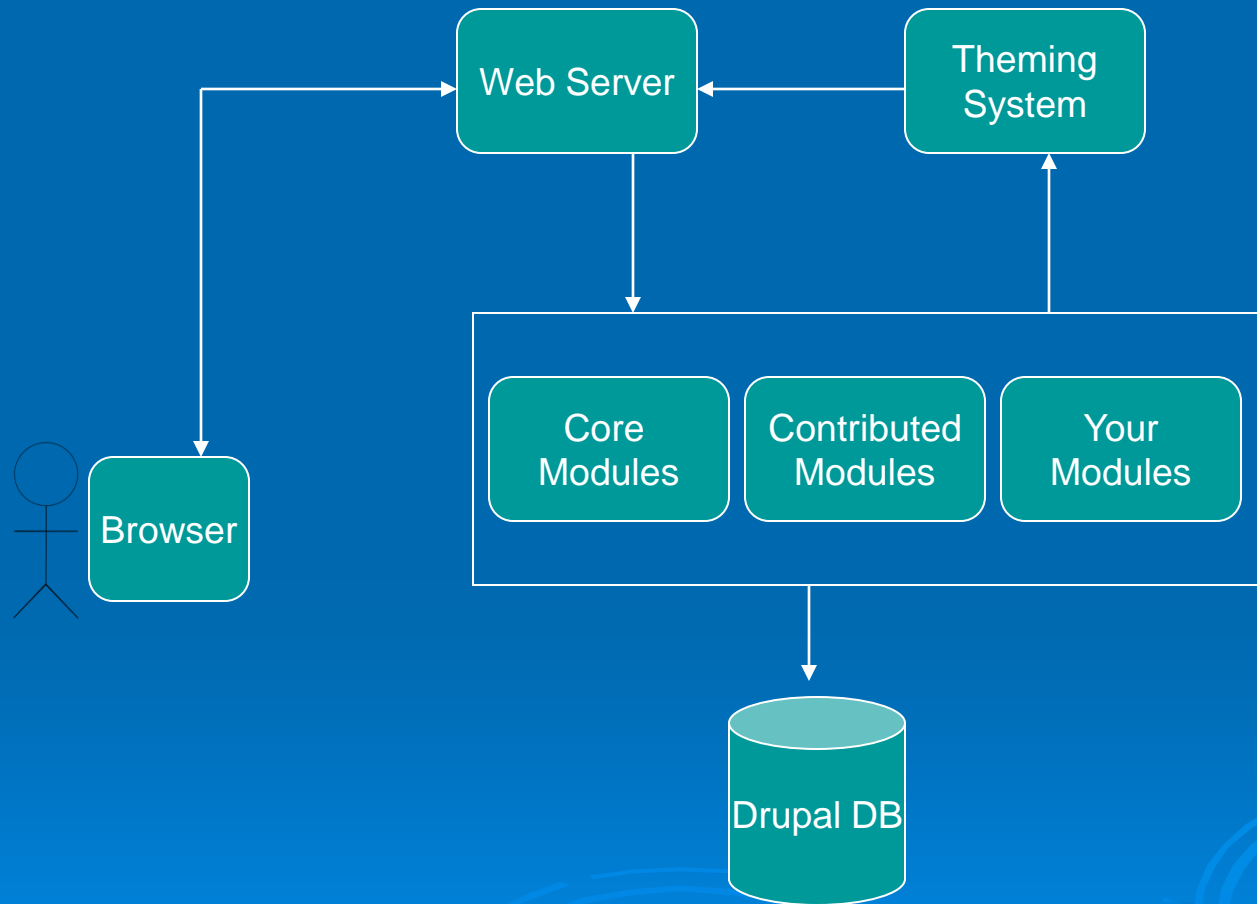 Web Server
Theming
System
Core
Modules
Contributed
Modules
Your
Modules
Browser
Drupal DB